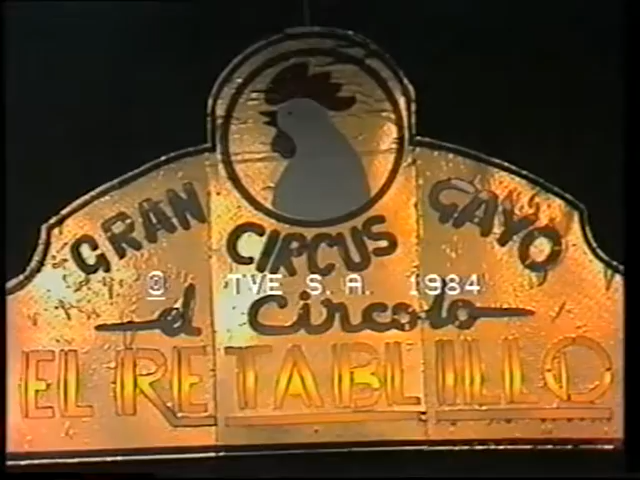 GRAN CIRCUS GAYO
© TVE S.A. 1984
el Circolo
EL RETABLILLO